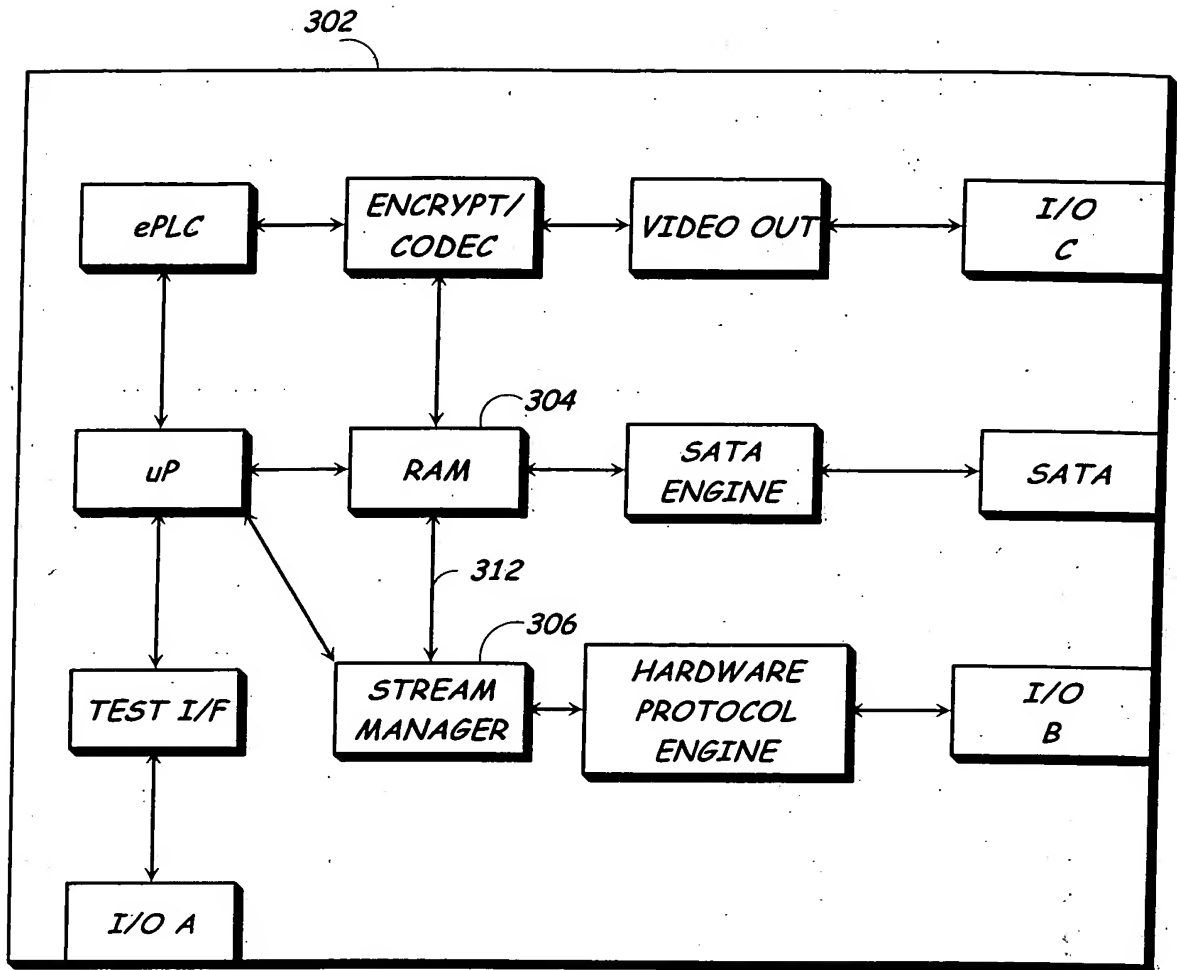 302
ePLC
ENCRYPT/
CODEC
VIDEO OUT
I/O
C
304
uP
RAM
SATA
ENGINE
SATA
312
306
TEST I/F
STREAM
MANAGER
HARDWARE
PROTOCOL
ENGINE
I/O
B
I/O A